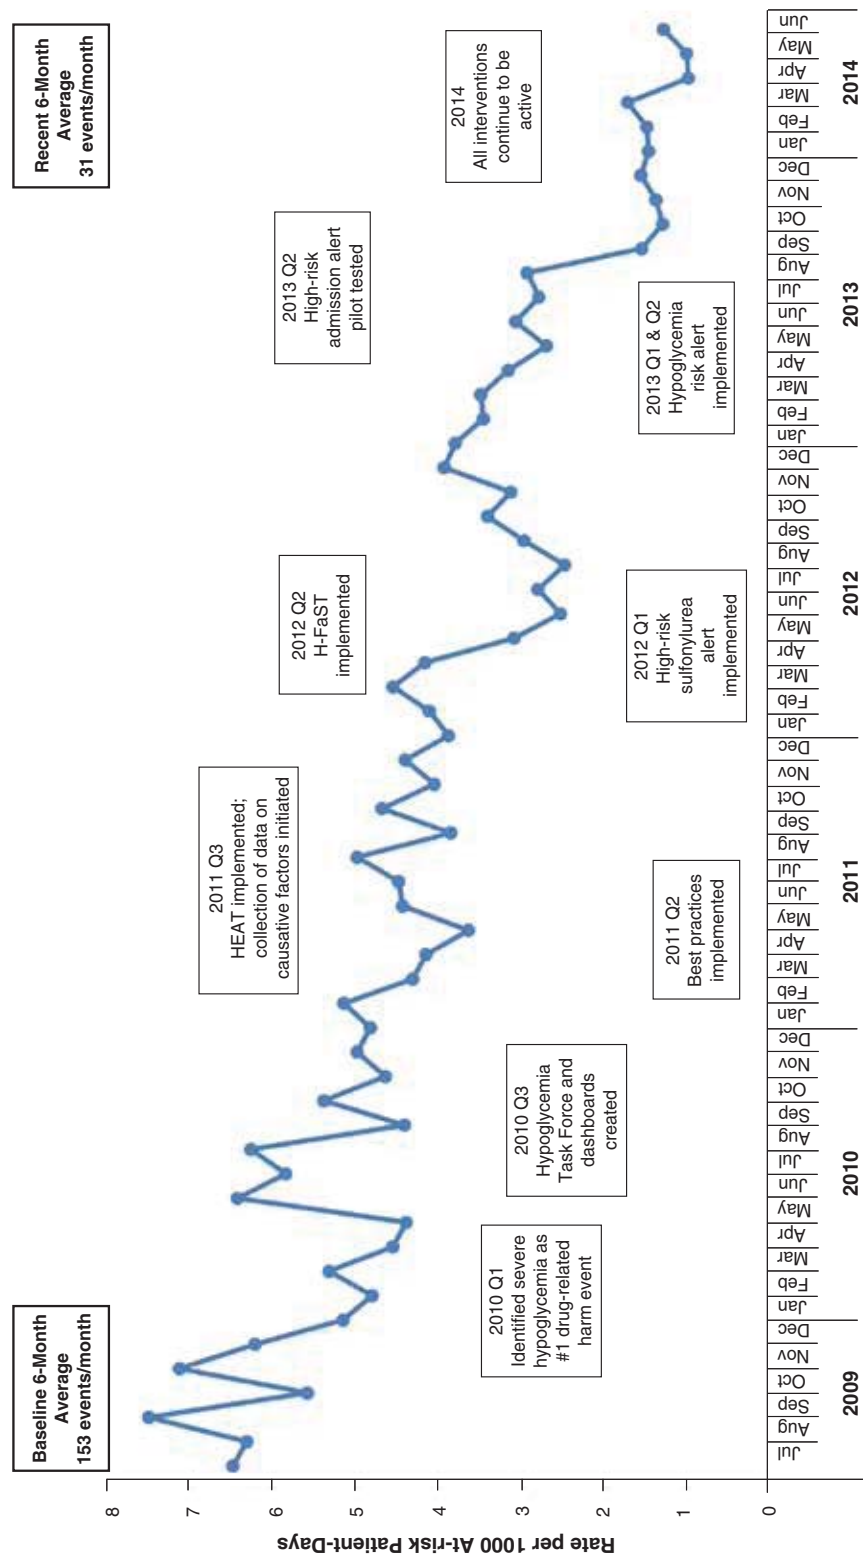 Baseline 6-Month
Average
153 events/month
Recent 6-Month
Average
31 events/month
2011 Q3
HEAT implemented;
collection of data on
causative factors initiated
2012 Q2
H-FaST
implemented
2013 Q2
High-risk
admission alert
pilot tested
2014
All interventions
continue to be
active
2010 Q1
Identified severe
hypoglycemia as
#1 drug-related
harm event
2010 Q3
Hypoglycemia
Task Force and
dashboards
created
2011 Q2
Best practices
implemented
2012 Q1
High-risk
sulfonylurea
alert
implemented
2013 Q1 & Q2
Hypoglycemia
risk alert
implemented
Rate per 1000 At-risk Patient-Days
8
7
6
5
4
3
2
1
0
Jul Aug Sep Oct Nov Dec Jan Feb Mar Apr May Jun Jul Aug Sep Oct Nov Dec Jan Feb Mar Apr May Jun Jul Aug Sep Oct Nov Dec Jan Feb Mar Apr May Jun Jul Aug Sep Oct Nov Dec Jan Feb Mar Apr May Jun Jul Aug Sep Oct Nov Dec Jan Feb Mar Apr May Jun
2009 2010 2011 2012 2013 2014